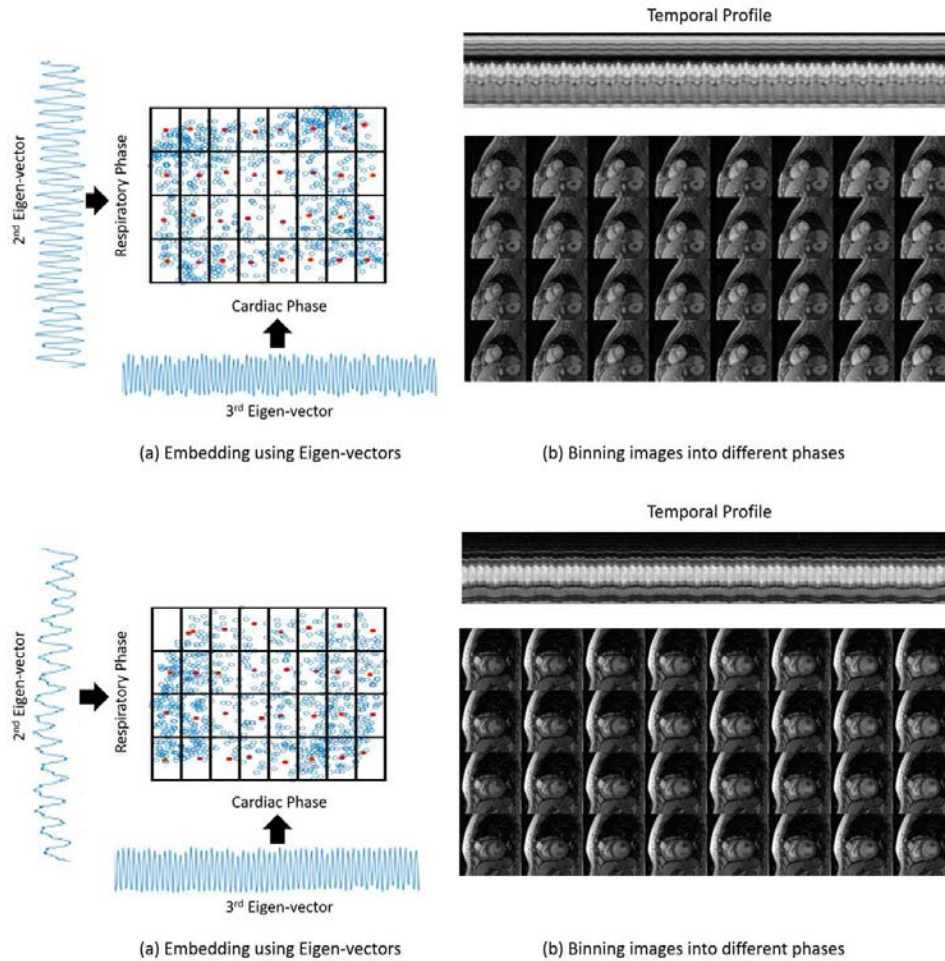 Temporal Profile
2nd Eigen-vector
Respiratory Phase
Cardiac Phase
3rd Eigen-vector
(a) Embedding using Eigen-vectors
(b) Binning images into different phases
Temporal Profile
2nd Eigen-vector
Respiratory Phase
Cardiac Phase
3rd Eigen-vector
(a) Embedding using Eigen-vectors
(b) Binning images into different phases